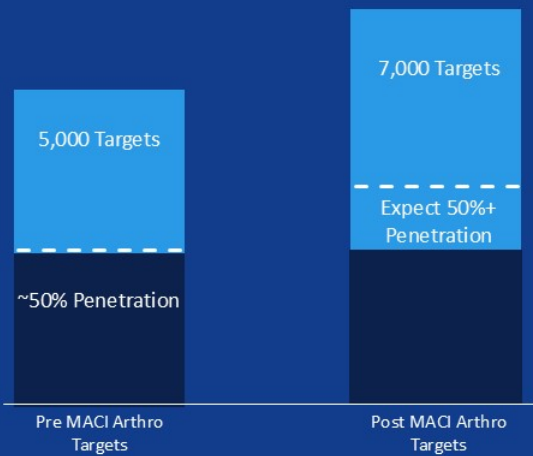 5,000 Targets
~50% Penetration
7,000 Targets
Expect 50%+
Penetration
Pre MACI Arthro
Targets
Post MACI Arthro
Targets